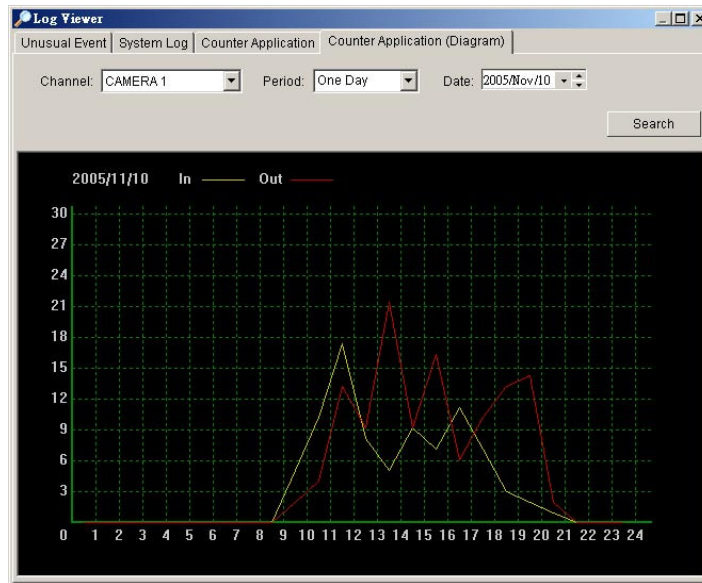 Log Viewer
Unusual Event System Log Counter Application Counter Application (Diagram)
Channel: CAMERA 1 Period: One Day Date: 2005/Nov/10
Search
2005/11/10 In Out
30
27
24
21
18
15
12
9
6
3
0 1 2 3 4 5 6 7 8 9 10 11 12 13 14 15 16 17 18 19 20 21 22 23 24